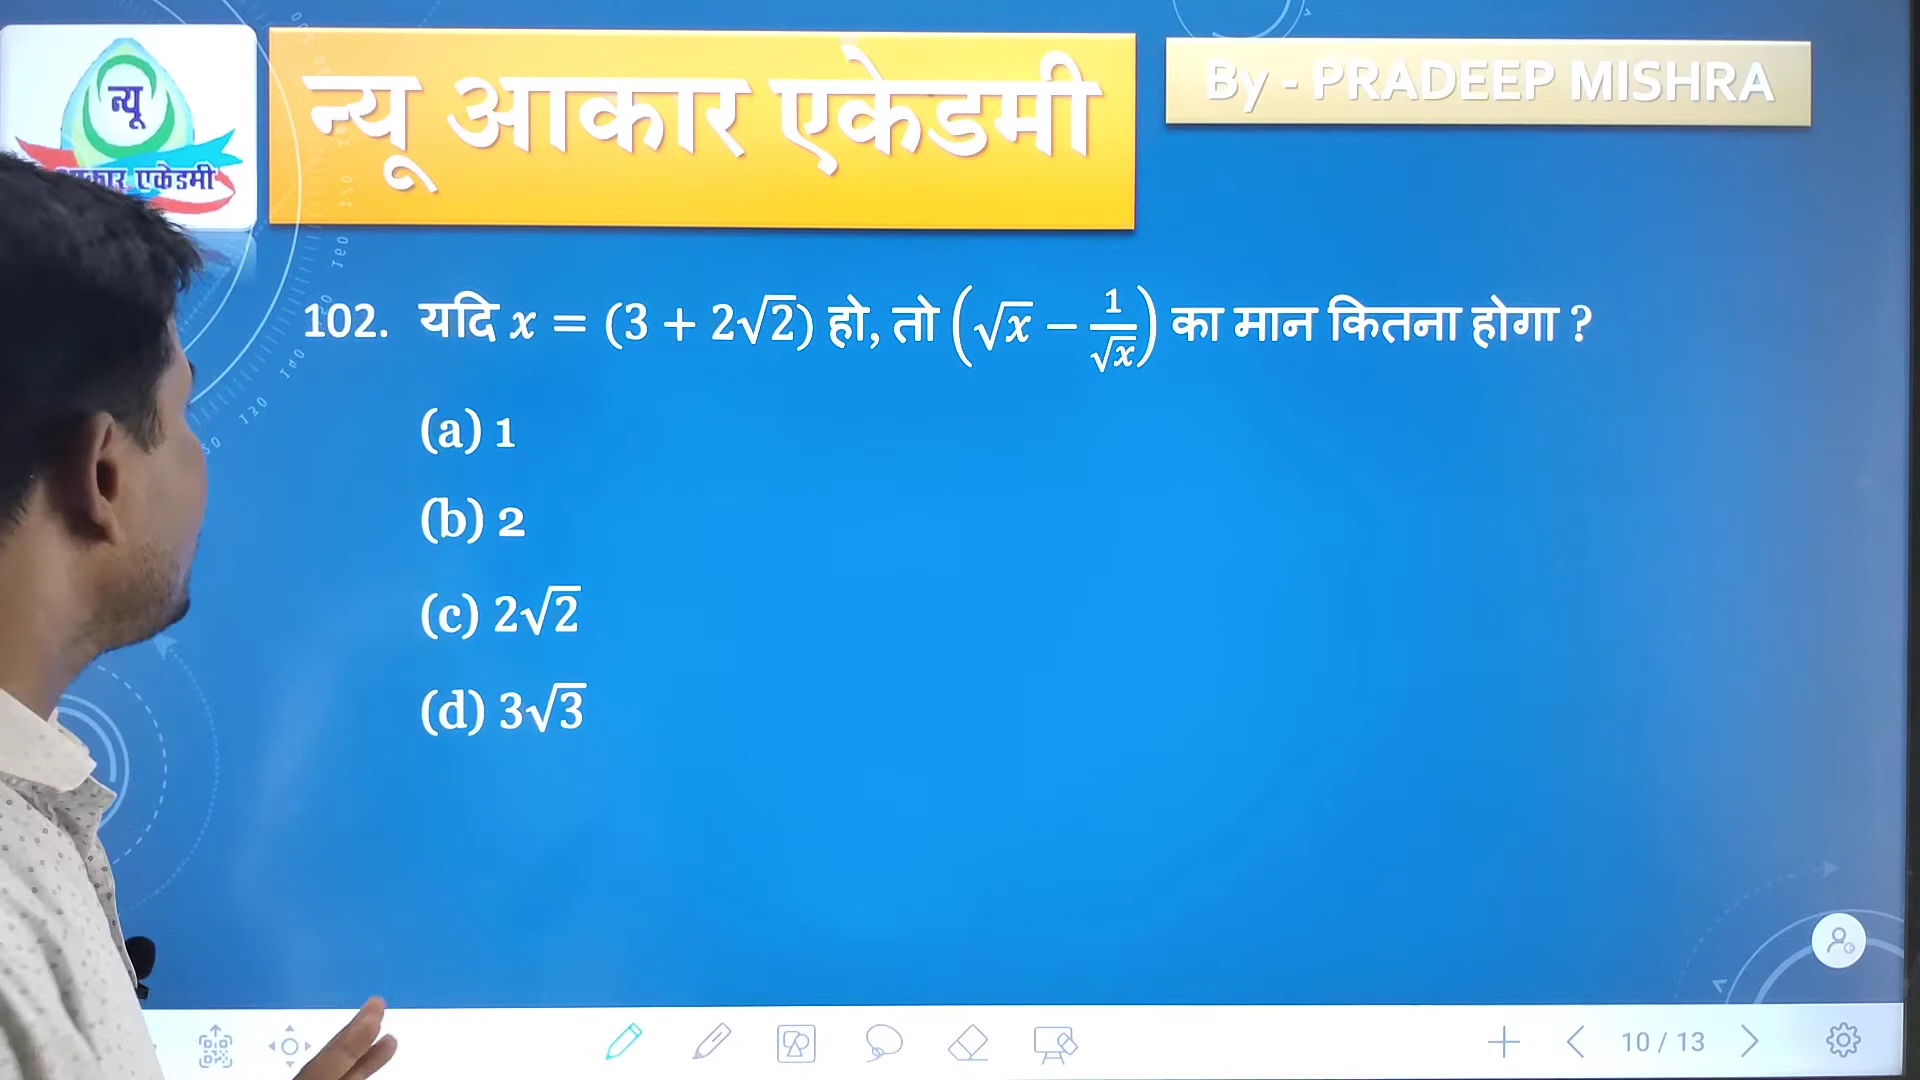 न्यू
आकार एकेडमी
न्यू आकार एकेडमी
By - PRADEEP MISHRA
102. यदि x = (3 + 2√2) हो, तो (√x − 1/√x) का मान कितना होगा ?
(a) 1
(b) 2
(c) 2√2
(d) 3√3
10 / 13